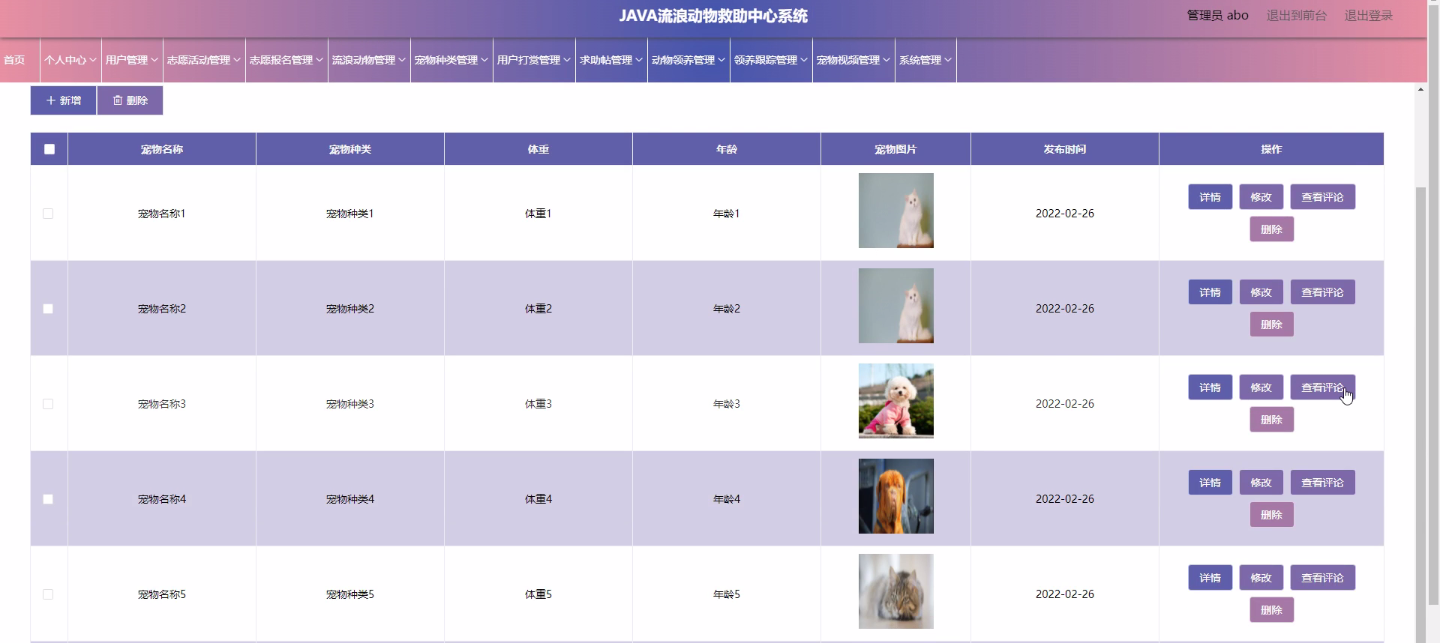 JAVA流浪动物救助中心系统
管理员 abo 退出到前台 退出登录
首页 个人中心 用户管理 志愿活动管理 志愿报名管理 流浪动物管理 宠物种类管理 用户打赏管理 求助帖管理 动物领养管理 领养跟踪管理 宠物视频管理 系统管理
新增 删除
宠物名称 宠物种类 体重 年龄 宠物图片 发布时间 操作
宠物名称1 宠物种类1 体重1 年龄1 2022-02-26 详情 修改 查看评论
删除
宠物名称2 宠物种类2 体重2 年龄2 2022-02-26 详情 修改 查看评论
删除
宠物名称3 宠物种类3 体重3 年龄3 2022-02-26 详情 修改 查看评论
删除
宠物名称4 宠物种类4 体重4 年龄4 2022-02-26 详情 修改 查看评论
删除
宠物名称5 宠物种类5 体重5 年龄5 2022-02-26 详情 修改 查看评论
删除